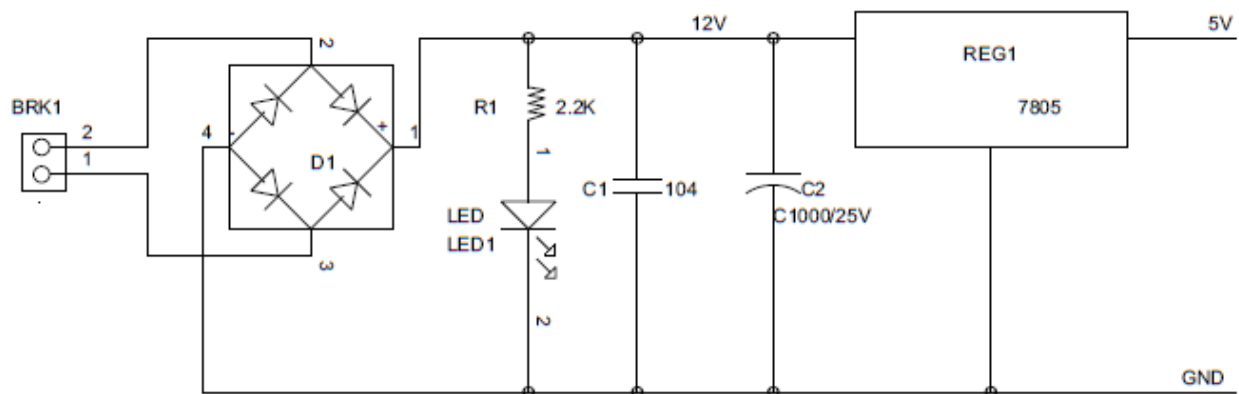 12V
5V
REG1
7805
BRK1
2
1
2
4
-
+
1
D1
3
R1
2.2K
1
LED
LED1
2
C1
104
C2
C1000/25V
GND